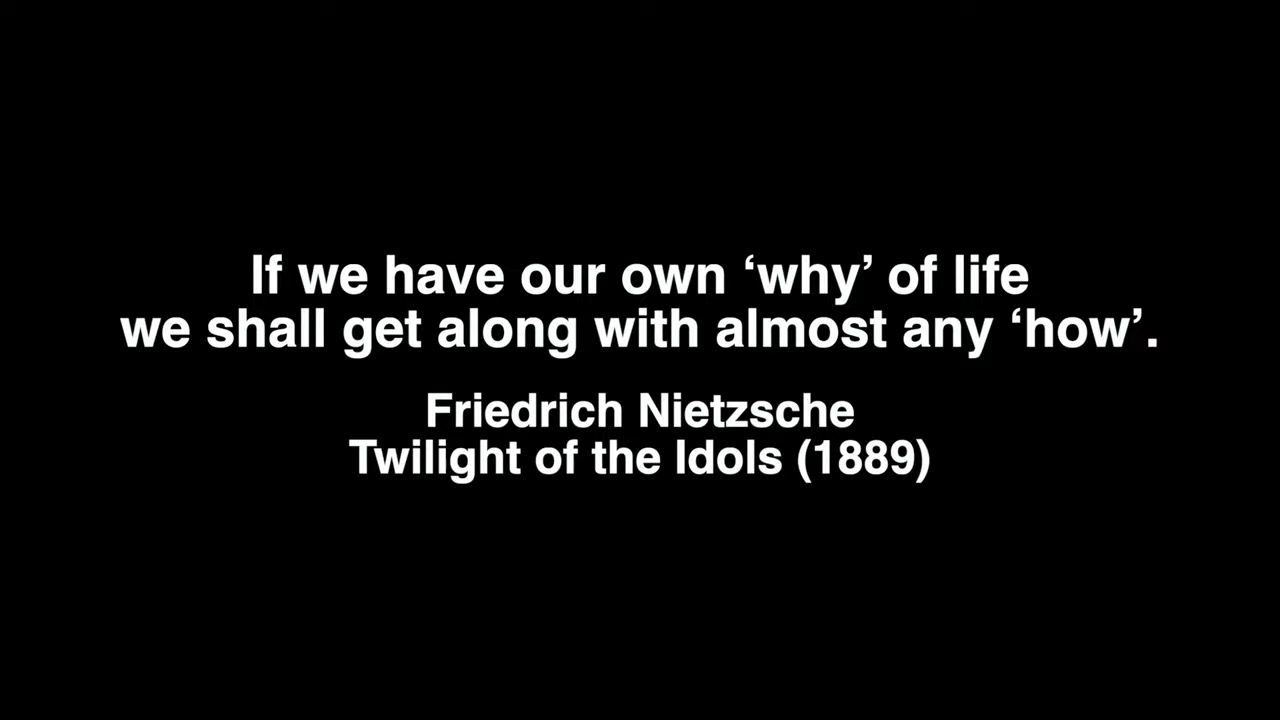 If we have our own ‘why’ of life
we shall get along with almost any ‘how’.
Friedrich Nietzsche
Twilight of the Idols (1889)